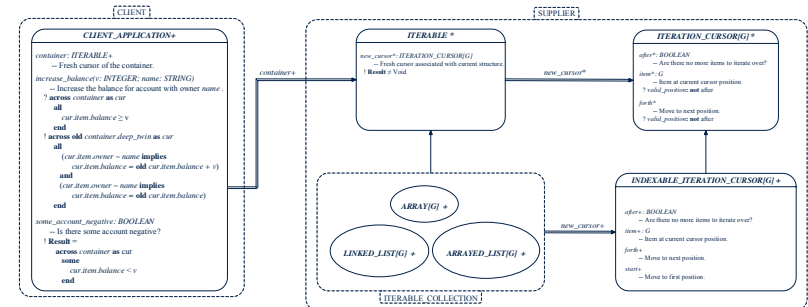 CLIENT
CLIENT_APPLICATION+
container: ITERABLE+
-- Fresh cursor of the container.
increase_balance(v: INTEGER; name: STRING)
-- Increase the balance for account with owner name .
? across container as cur
all
cur.item.balance ≥ v
end
! across old container.deep_twin as cur
all
(cur.item.owner ~ name implies
cur.item.balance = old cur.item.balance + v)
and
(cur.item.owner ~ name implies
cur.item.balance = old cur.item.balance)
end
some_account_negative: BOOLEAN
-- Is there some account negative?
! Result =
across container as cur
some
cur.item.balance < v
end
container+
SUPPLIER
ITERABLE *
new_cursor*: ITERATION_CURSOR[G]
-- Fresh cursor associated with current structure.
! Result ≠ Void
new_cursor*
ITERATION_CURSOR[G] *
after*: BOOLEAN
-- Are there no more items to iterate over?
item*: G
-- Item at current cursor position.
? valid_position: not after
forth*
-- Move to next position.
? valid_position: not after
ARRAY[G] +
LINKED_LIST[G] +
ARRAYED_LIST[G] +
ITERABLE_COLLECTION
new_cursor+
INDEXABLE_ITERATION_CURSOR[G] +
after+: BOOLEAN
-- Are there no more items to iterate over?
item+: G
-- Item at current cursor position.
forth+
-- Move to next position.
start+
-- Move to first position.